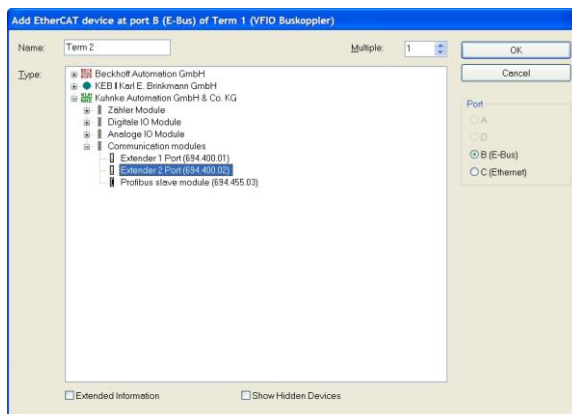 Add EtherCAT device at port B (E-Bus) of Term 1 (VFIO Buskoppler)
Name: Term 2 Multiple: 1 OK
Type: Beckhoff Automation GmbH Cancel
KEB | Karl E. Brinkmann GmbH
Kuhnke Automation GmbH & Co. KG Port
Zähler Module A
Digitale IO Module D
Analoge IO Module B (E-Bus)
Communication modules C (Ethernet)
Extender 1 Port (694.400.01)
Extender 2 Port (694.400.02)
Profibus slave module (694.455.03)
Extended Information Show Hidden Devices